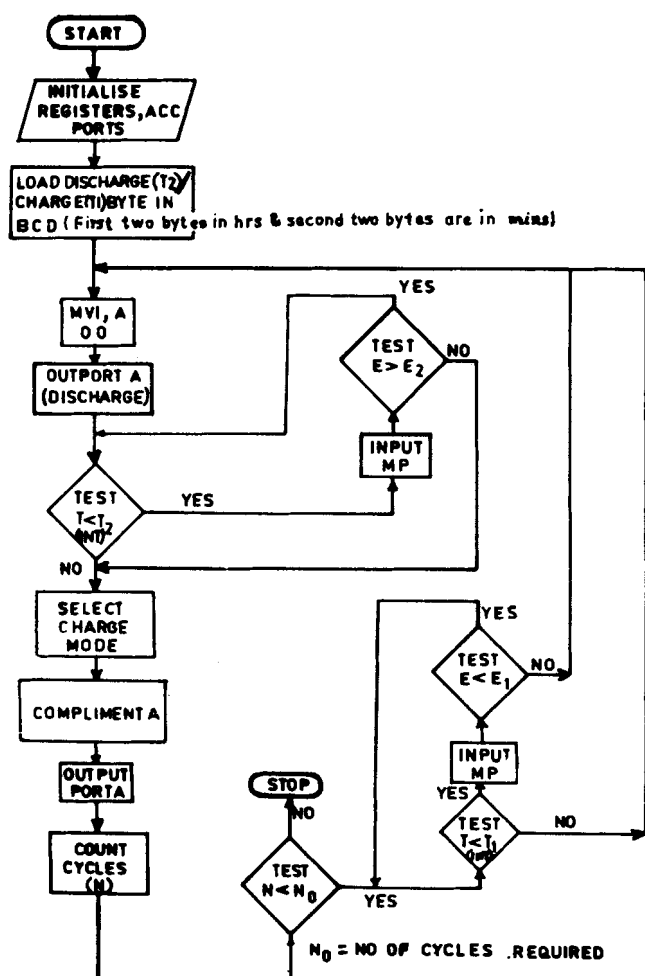 START
INITIALISE
REGISTERS, ACC
PORTS
LOAD DISCHARGE(T2)/
CHARGE(T1)BYTE IN
BCD (First two bytes in hrs & second two bytes are in mins)
MVI, A
00
OUTPORT A
(DISCHARGE)
TEST
T<T2
(INT)
YES
NO
INPUT
MP
TEST
E>E2
YES
NO
SELECT
CHARGE
MODE
COMPLIMENT A
OUTPUT
PORTA
COUNT
CYCLES
(N)
TEST
N<N0
YES
NO
STOP
TEST
T<T1
YES
NO
INPUT
MP
TEST
E<E1
YES
NO
N0 = NO OF CYCLES .REQUIRED